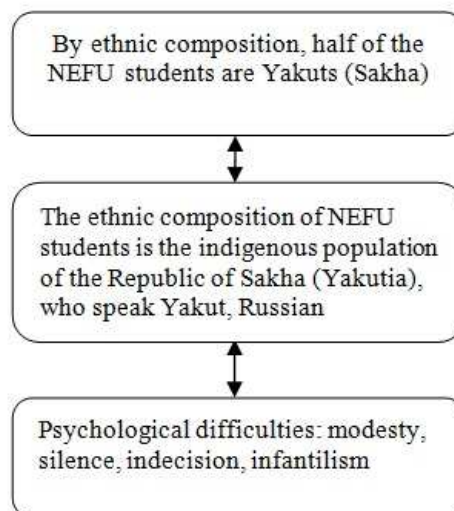 By ethnic composition, half of the
NEFU students are Yakuts (Sakha)
The ethnic composition of NEFU
students is the indigenous population
of the Republic of Sakha (Yakutia),
who speak Yakut, Russian
Psychological difficulties: modesty,
silence, indecision, infantilism